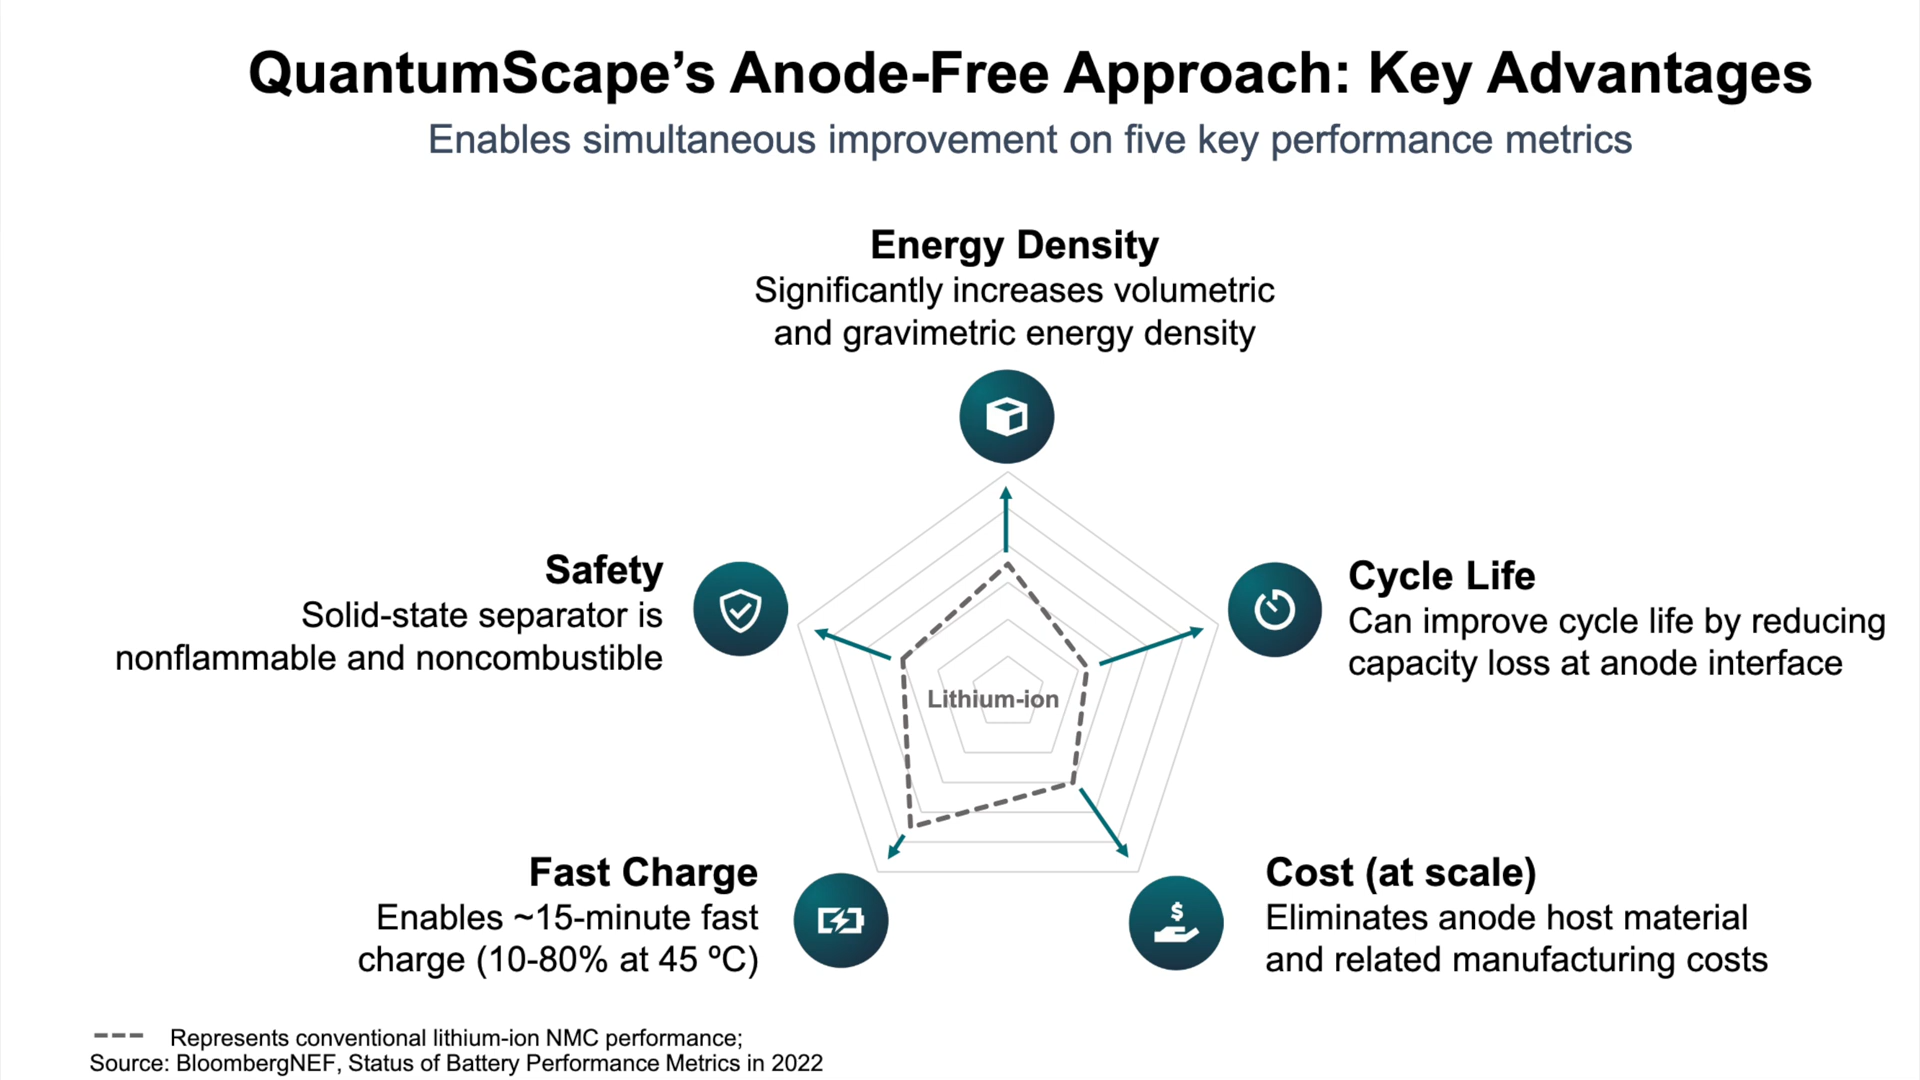 QuantumScape’s Anode-Free Approach: Key Advantages
Enables simultaneous improvement on five key performance metrics
Energy Density
Significantly increases volumetric
and gravimetric energy density
Safety
Solid-state separator is
nonflammable and noncombustible
Cycle Life
Can improve cycle life by reducing
capacity loss at anode interface
Lithium-ion
Fast Charge
Enables ~15-minute fast
charge (10-80% at 45 ºC)
$
Cost (at scale)
Eliminates anode host material
and related manufacturing costs
Represents conventional lithium-ion NMC performance;
Source: BloombergNEF, Status of Battery Performance Metrics in 2022